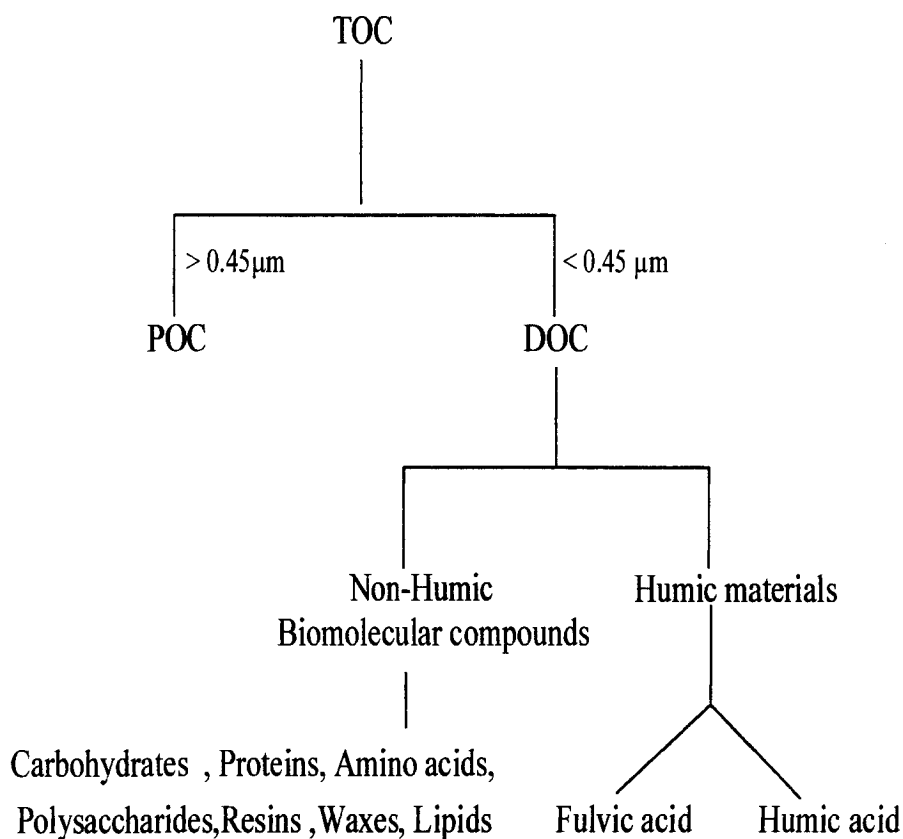 TOC
> 0.45μm
< 0.45 μm
POC
DOC
Non-Humic
Biomolecular compounds
Humic materials
Carbohydrates , Proteins, Amino acids,
Polysaccharides,Resins ,Waxes, Lipids
Fulvic acid
Humic acid